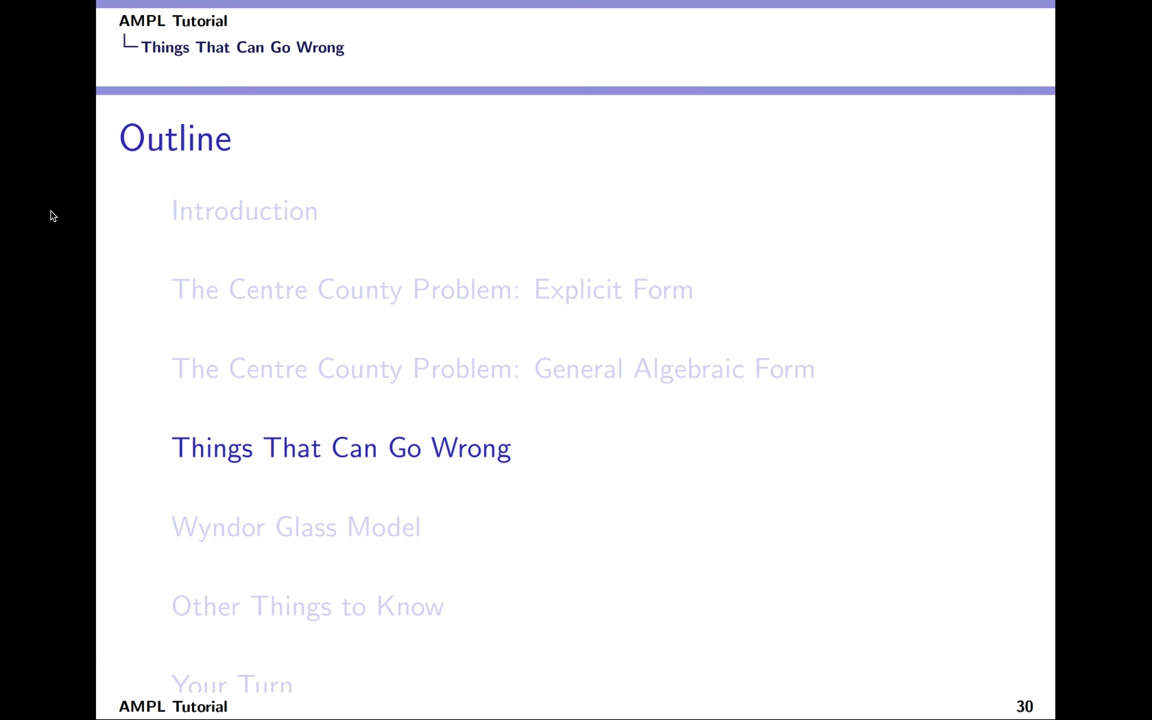 AMPL Tutorial
Things That Can Go Wrong
Outline
Introduction
The Centre County Problem: Explicit Form
The Centre County Problem: General Algebraic Form
Things That Can Go Wrong
Wyndor Glass Model
Other Things to Know
Your Turn
AMPL Tutorial 30